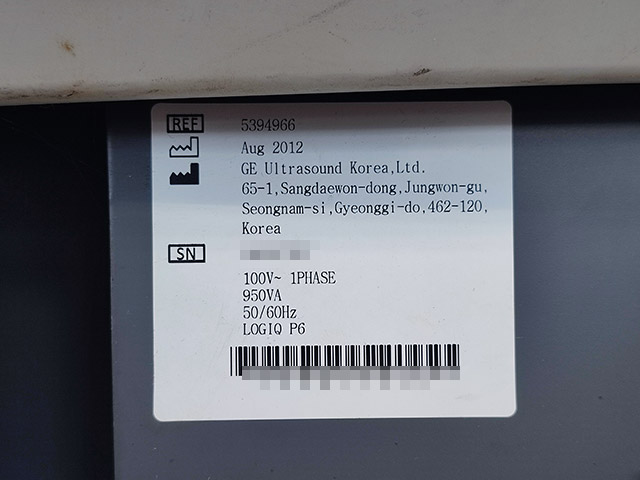 REF 5394966
Aug 2012
GE Ultrasound Korea,Ltd.
65-1,Sangdaewon-dong,Jungwon-gu,
Seongnam-si,Gyeonggi-do,462-120,
Korea
SN
100V~ 1PHASE
950VA
50/60Hz
LOGIQ P6